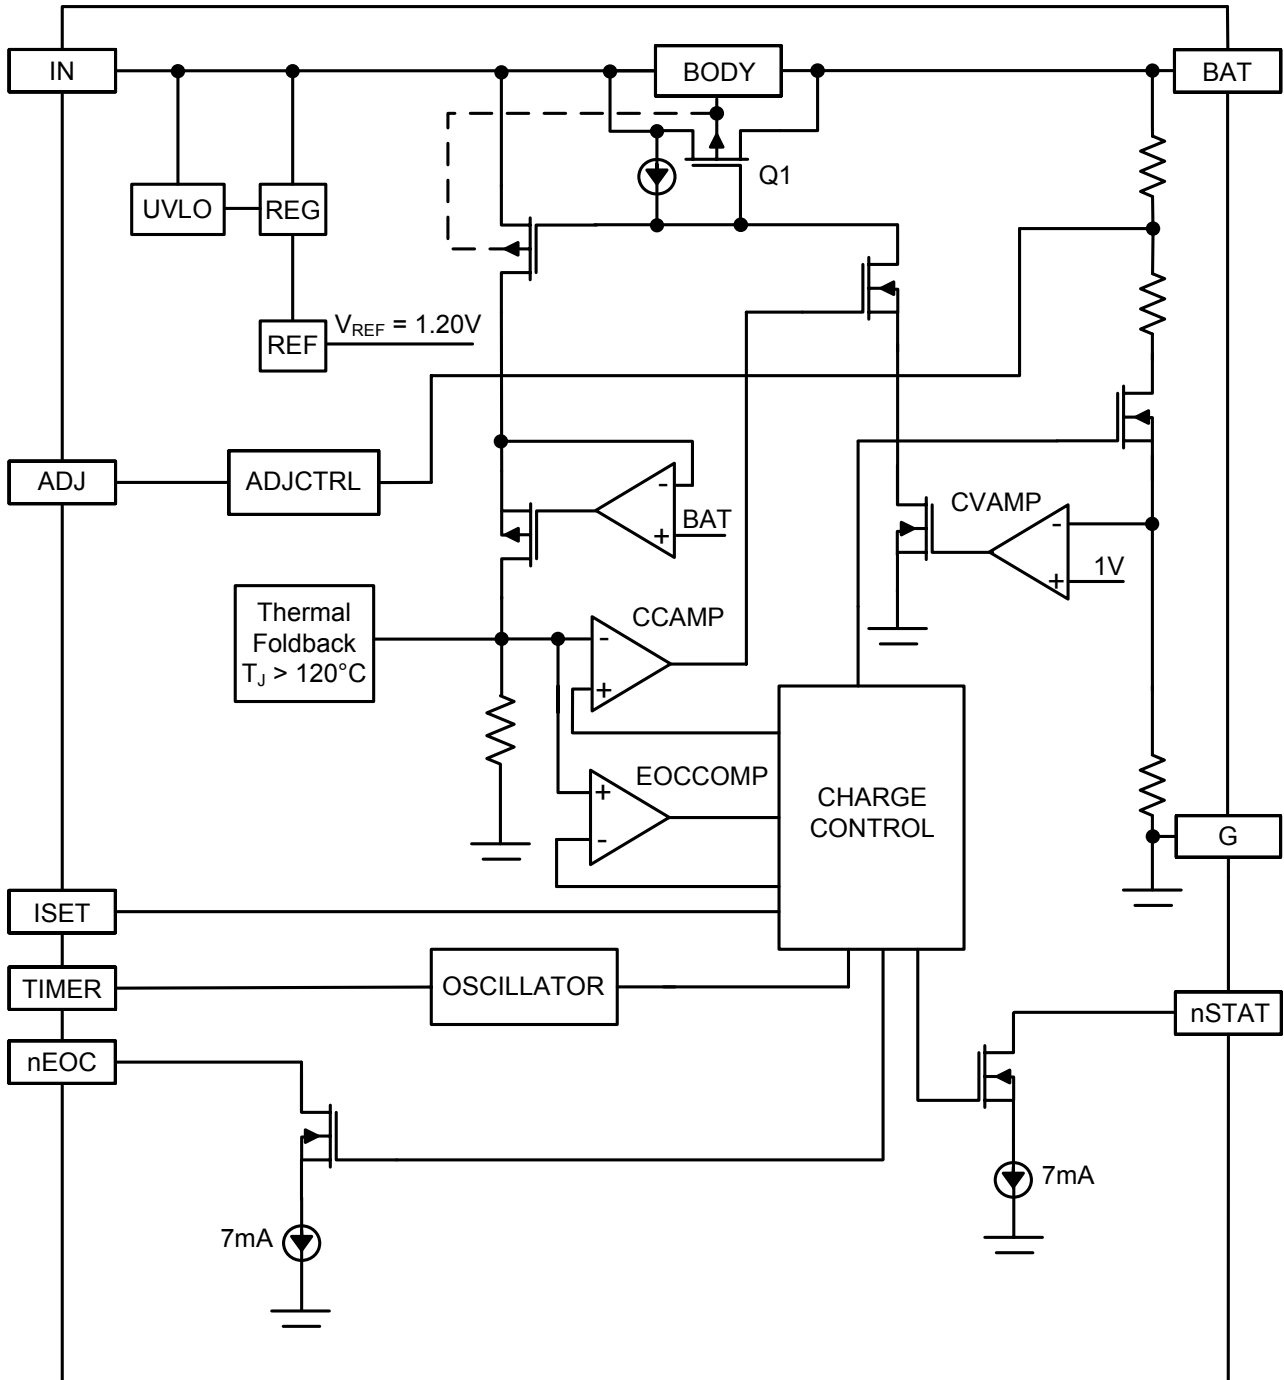 IN
BODY
BAT
Q1
UVLO
REG
REF
VREF = 1.20V
ADJ
ADJCTRL
-
+
BAT
CVAMP
-
+
1V
Thermal
Foldback
TJ > 120°C
CCAMP
-
+
EOCCOMP
+
-
CHARGE
CONTROL
G
ISET
TIMER
OSCILLATOR
nSTAT
nEOC
7mA
7mA